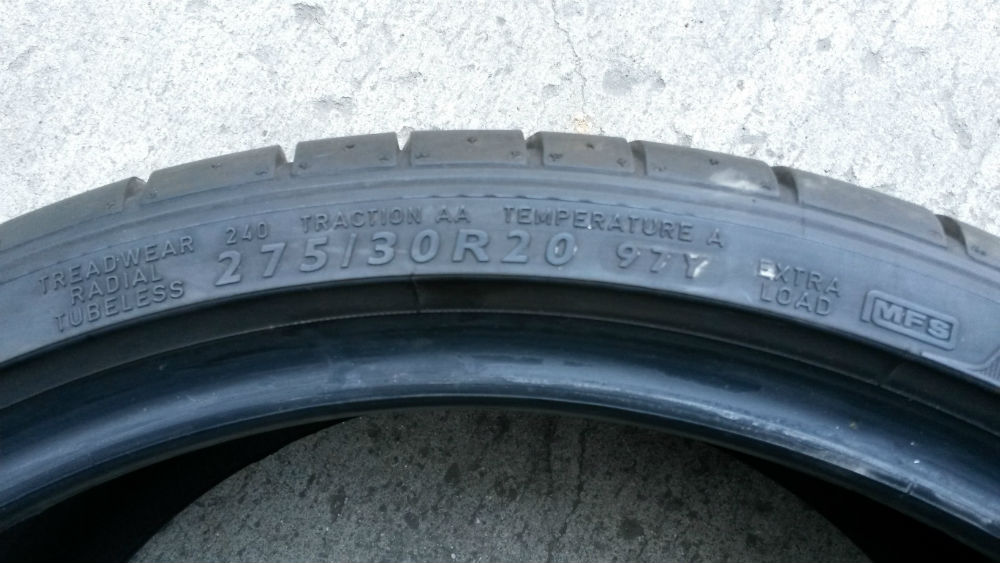 TREADWEAR 240 TRACTION AA TEMPERATURE A
RADIAL
TUBELESS
275/30R20 97Y
EXTRA
LOAD
MFS